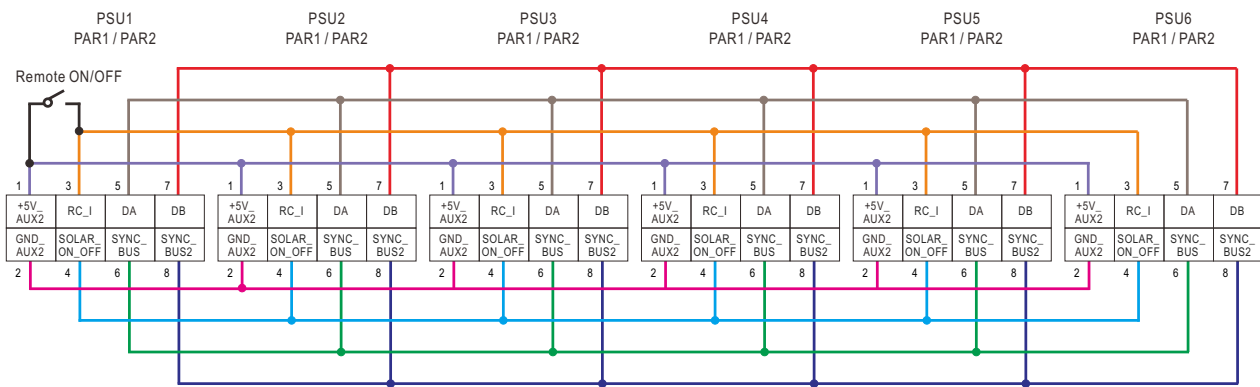 PSU1 PSU2 PSU3 PSU4 PSU5 PSU6
PAR1 / PAR2 PAR1 / PAR2 PAR1 / PAR2 PAR1 / PAR2 PAR1 / PAR2 PAR1 / PAR2
Remote ON/OFF
1 3 5 7 1 3 5 7 1 3 5 7 1 3 5 7 1 3 5 7 1 3 5 7
+5V_ +5V_ +5V_ +5V_ +5V_ +5V_
AUX2 RC_I DA DB AUX2 RC_I DA DB AUX2 RC_I DA DB AUX2 RC_I DA DB AUX2 RC_I DA DB AUX2 RC_I DA DB
GND_ SOLAR_ SYNC_ SYNC_ GND_ SOLAR_ SYNC_ SYNC_ GND_ SOLAR_ SYNC_ SYNC_ GND_ SOLAR_ SYNC_ SYNC_ GND_ SOLAR_ SYNC_ SYNC_ GND_ SOLAR_ SYNC_ SYNC_
AUX2 ON_OFF BUS BUS2 AUX2 ON_OFF BUS BUS2 AUX2 ON_OFF BUS BUS2 AUX2 ON_OFF BUS BUS2 AUX2 ON_OFF BUS BUS2 AUX2 ON_OFF BUS BUS2
2 4 6 8 2 4 6 8 2 4 6 8 2 4 6 8 2 4 6 8 2 4 6 8